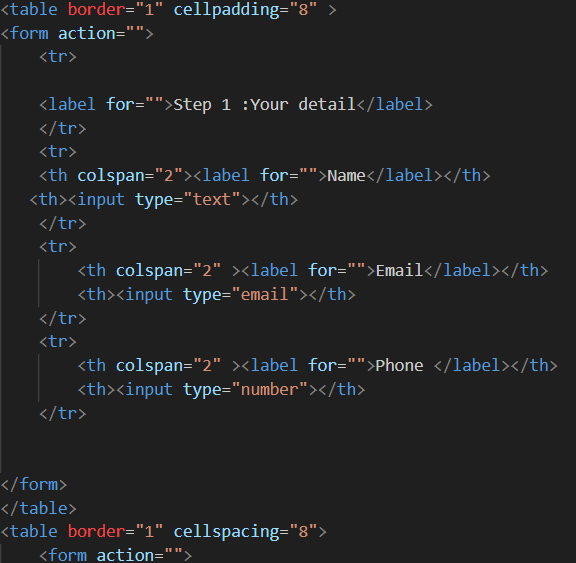 <table border="1" cellpadding="8" >
<form action="">
<tr>
<label for="">Step 1 :Your detail</label>
</tr>
<tr>
<th colspan="2"><label for="">Name</label></th>
<th><input type="text"></th>
</tr>
<tr>
<th colspan="2" ><label for="">Email</label></th>
<th><input type="email"></th>
</tr>
<tr>
<th colspan="2" ><label for="">Phone </label></th>
<th><input type="number"></th>
</tr>
</form>
</table>
<table border="1" cellspacing="8">
<form action="">